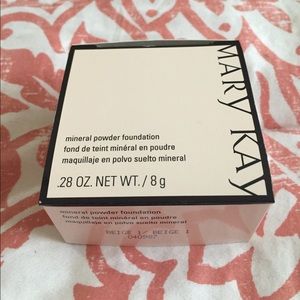 MARY KAY
mineral powder foundation
fond de teint minéral en poudre
maquillaje en polvo suelto mineral
.28 OZ. NET WT. / 8 g
mineral powder foundation
fond de teint minéral en poudre
maquillaje en polvo suelto mineral
BEIGE 1/ BEIGE 1
040982